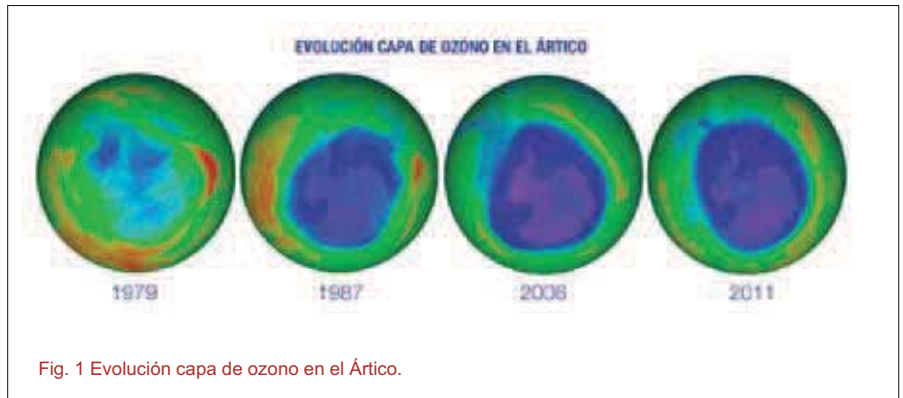 EVOLUCIÓN CAPA DE OZONO EN EL ÁRTICO
1979 1987 2006 2011
Fig. 1 Evolución capa de ozono en el Ártico.